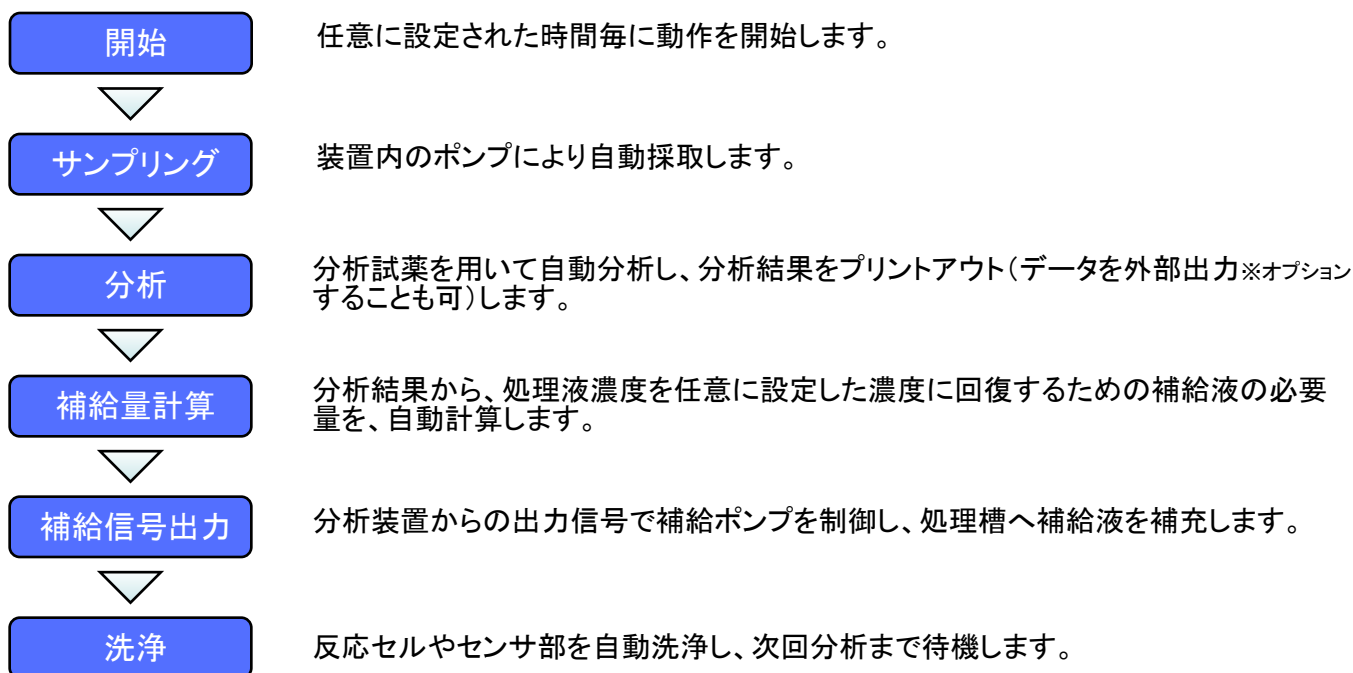 開始
任意に設定された時間毎に動作を開始します。
サンプリング
装置内のポンプにより自動採取します。
分析
分析試薬を用いて自動分析し、分析結果をプリントアウト(データを外部出力※オプション
することも可)します。
補給量計算
分析結果から、処理液濃度を任意に設定した濃度に回復するための補給液の必要
量を、自動計算します。
補給信号出力
分析装置からの出力信号で補給ポンプを制御し、処理槽へ補給液を補充します。
洗浄
反応セルやセンサ部を自動洗浄し、次回分析まで待機します。